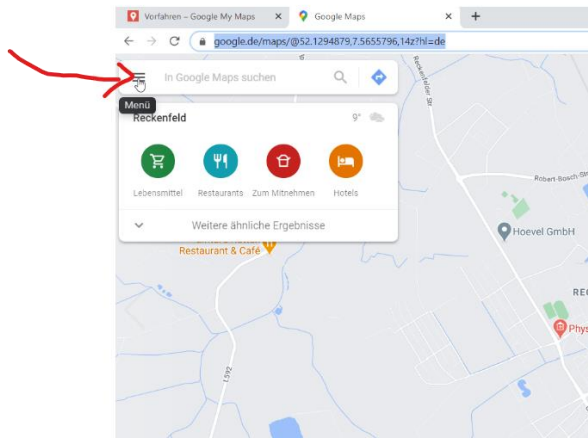 Vorfahren – Google My Maps
Google Maps
google.de/maps/@52.1294879,7.5655796,14z?hl=de
In Google Maps suchen
Menü
Reckenfeld
9°
Lebensmittel
Restaurants
Zum Mitnehmen
Hotels
Weitere ähnliche Ergebnisse
Restaurant & Café
Robert-Bosch-Str
Hoevel GmbH
REC
Phys
L592